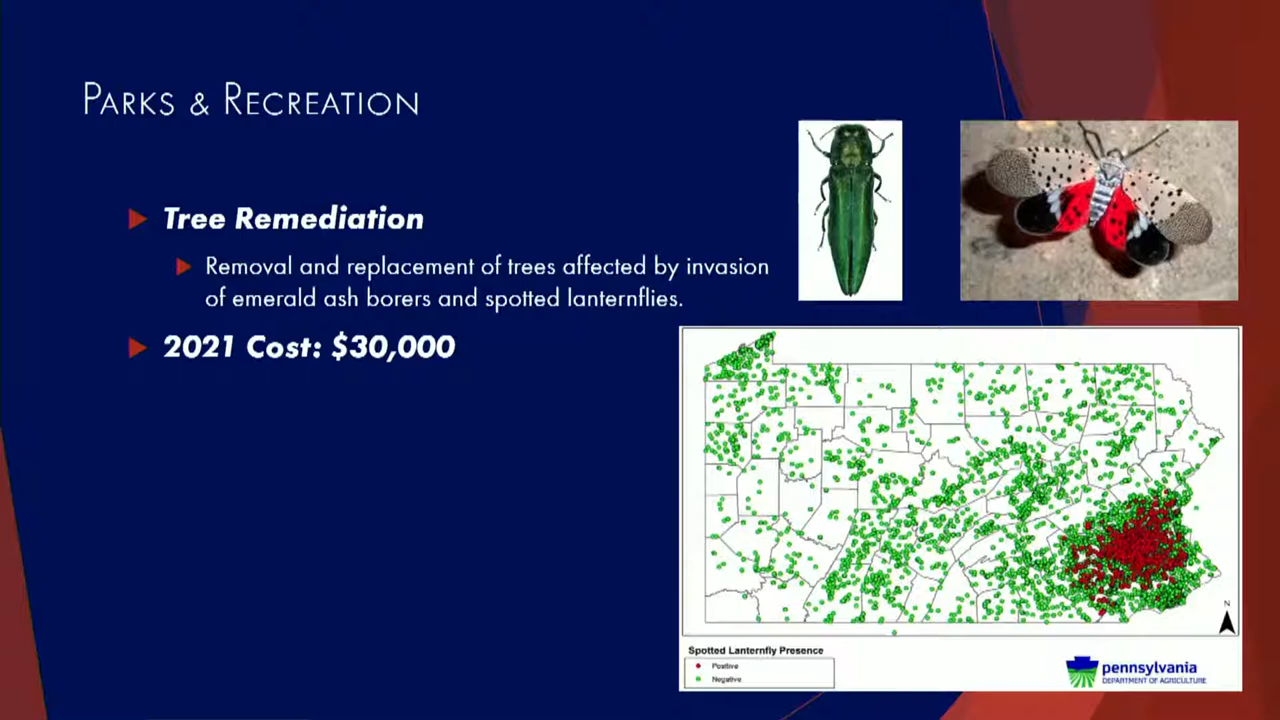 PARKS & RECREATION
Tree Remediation
Removal and replacement of trees affected by invasion
of emerald ash borers and spotted lanternflies.
2021 Cost: $30,000
N
Spotted Lanternfly Presence
Positive
Negative
pennsylvania
DEPARTMENT OF AGRICULTURE